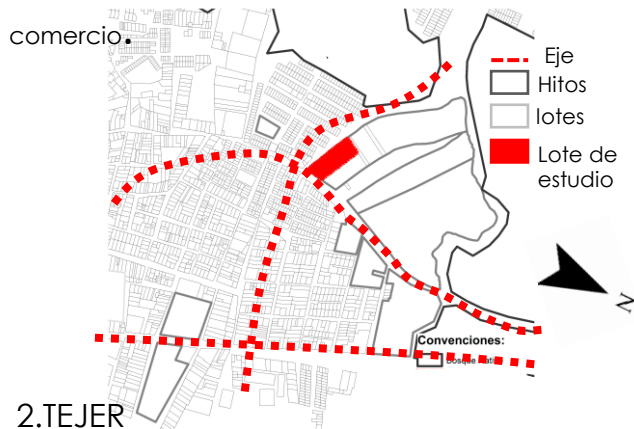 comercio.
Eje
Hitos
lotes
Lote de
estudio
N
Convenciones:
2.TEJER